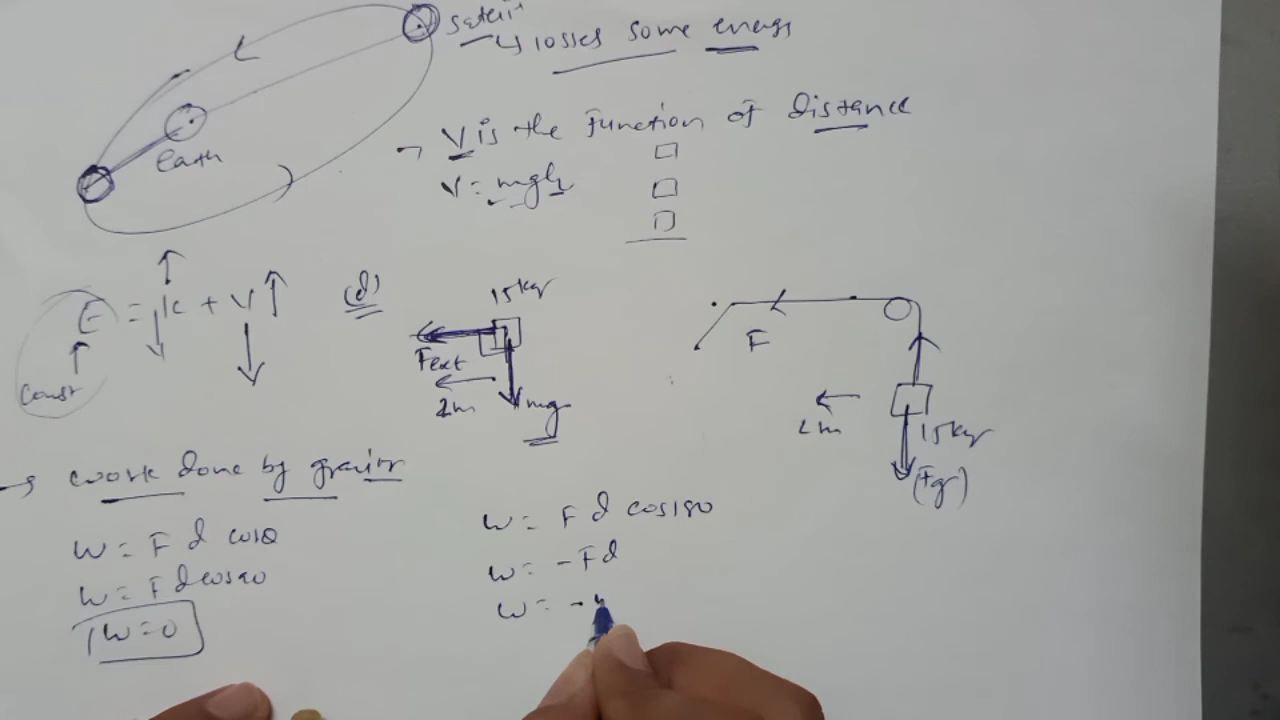 losses some energy
earth
V is the function of distance
V = mgh
E = K + V (d)
const
15kg
Fext
2m
mg
F
2m
15kg
(Fgr)
work done by gravity
W = F d cosθ
W = F d cos90
W = 0
W = F d cos180
W = -Fd
W = -